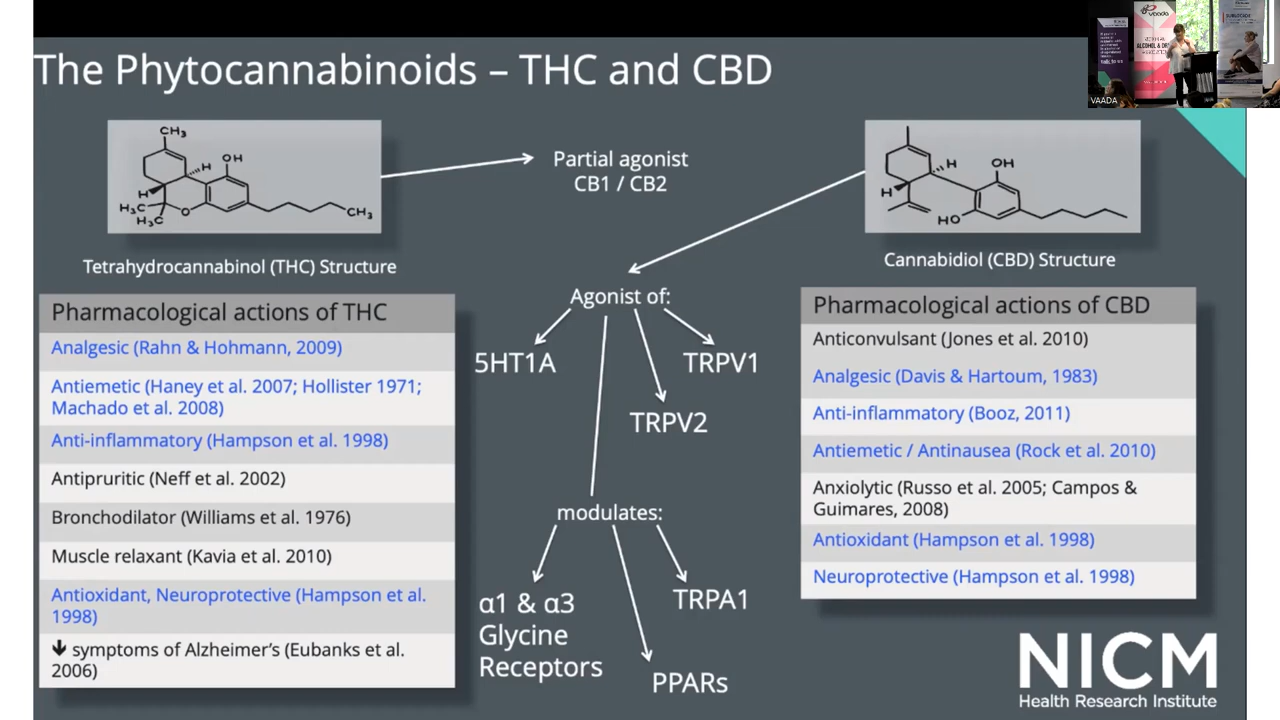 The Phytocannabinoids – THC and CBD
VAADA
CH₃
H
OH
H
H₃C
H₃C
O
CH₃
Tetrahydrocannabinol (THC) Structure
Partial agonist
CB1 / CB2
H
OH
H
HO
Cannabidiol (CBD) Structure
Pharmacological actions of THC
Analgesic (Rahn & Hohmann, 2009)
Antiemetic (Haney et al. 2007; Hollister 1971;
Machado et al. 2008)
Anti-inflammatory (Hampson et al. 1998)
Antipruritic (Neff et al. 2002)
Bronchodilator (Williams et al. 1976)
Muscle relaxant (Kavia et al. 2010)
Antioxidant, Neuroprotective (Hampson et al.
1998)
🡫 symptoms of Alzheimer's (Eubanks et al.
2006)
Agonist of:
5HT1A
TRPV1
TRPV2
modulates:
α1 & α3
Glycine
Receptors
TRPA1
PPARs
Pharmacological actions of CBD
Anticonvulsant (Jones et al. 2010)
Analgesic (Davis & Hartoum, 1983)
Anti-inflammatory (Booz, 2011)
Antiemetic / Antinausea (Rock et al. 2010)
Anxiolytic (Russo et al. 2005; Campos &
Guimares, 2008)
Antioxidant (Hampson et al. 1998)
Neuroprotective (Hampson et al. 1998)
NICM
Health Research Institute